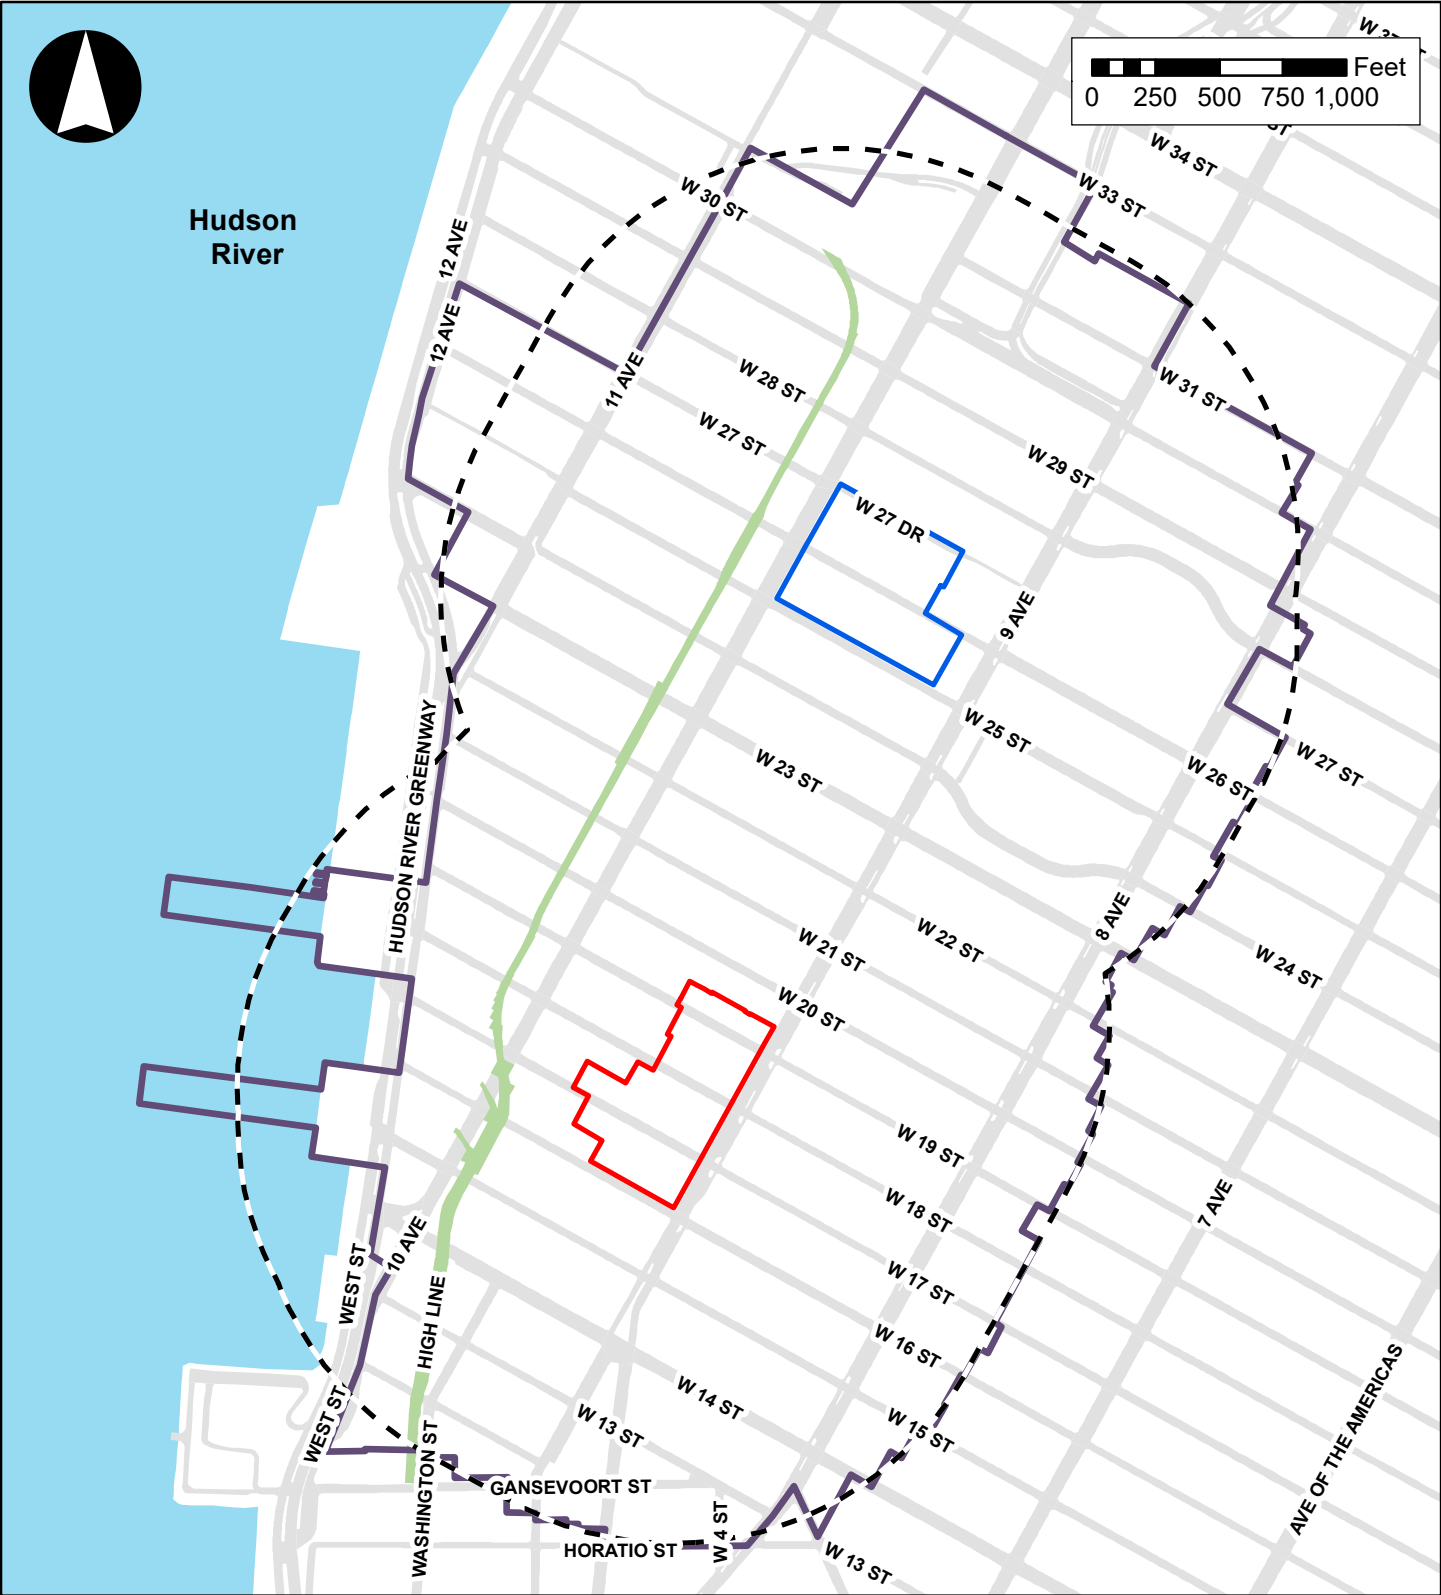 W 37 ST
Feet
0 250 500 750 1,000
ST
W 34 ST
W 33 ST
W 30 ST
Hudson
River
12 AVE
12 AVE
11 AVE
W 28 ST
W 31 ST
W 27 ST
W 29 ST
W 27 DR
9 AVE
W 25 ST
W 23 ST
W 27 ST
W 26 ST
HUDSON RIVER GREENWAY
8 AVE
W 22 ST
W 21 ST
W 24 ST
W 20 ST
W 19 ST
W 18 ST
7 AVE
10 AVE
WEST ST
W 17 ST
HIGH LINE
W 16 ST
W 14 ST
WEST ST
W 13 ST
W 15 ST
AVE OF THE AMERICAS
WASHINGTON ST
GANSEVOORT ST
W 4 ST
HORATIO ST
W 13 ST